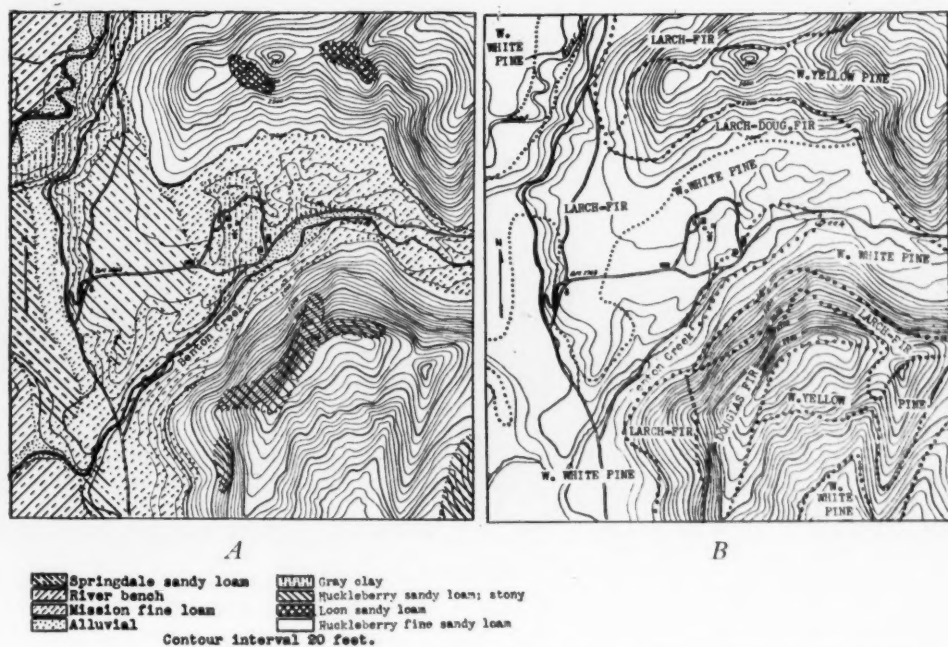 Benton Creek
A
W. WHITE PINE
LARCH-FIR
W. YELLOW PINE
LARCH-DOUG. FIR
W. WHITE PINE
LARCH-FIR
N
W. WHITE PINE
Creek
LARCH-FIR
DOUGLAS FIR
W. YELLOW
PINE
LARCH-FIR
W. WHITE PINE
W. WHITE PINE
B
Springdale sandy loam
River bench
Mission fine loam
Alluvial
Gray clay
Huckleberry sandy loam; stony
Loon sandy loam
Huckleberry fine sandy loam
Contour interval 20 feet.